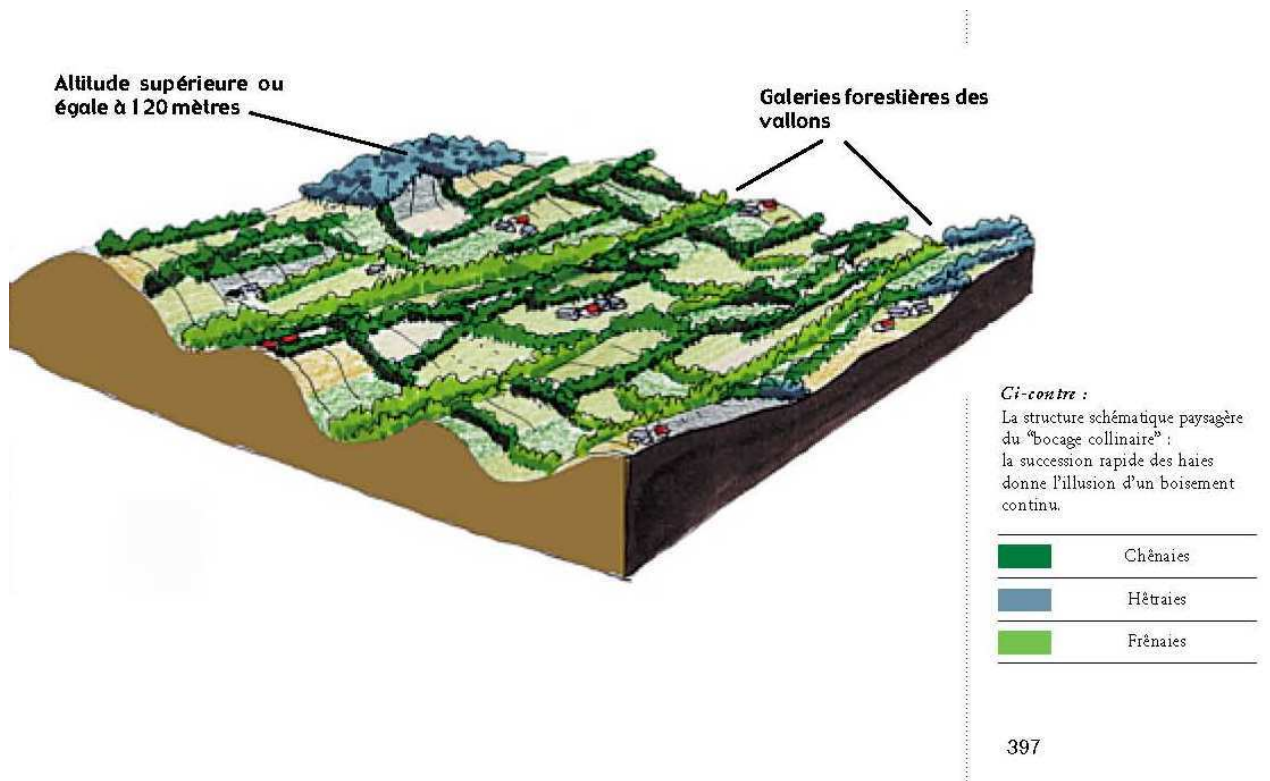 Altitude supérieure ou
égale à 120 mètres
Galeries forestières des
vallons
Ci-contre :
La structure schématique paysagère
du "bocage collinaire" :
la succession rapide des haies
donne l'illusion d'un boisement
continu.
Chênaies
Hêtraies
Frênaies
397